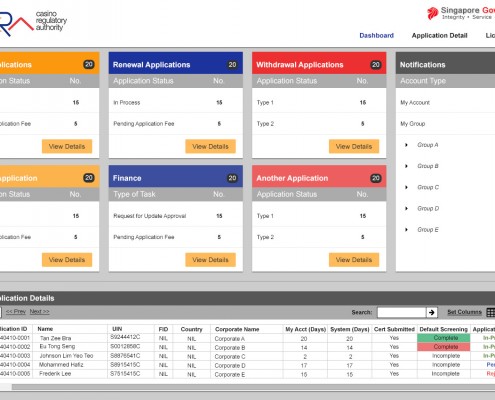 casino
regulatory
authority
Singapore Gov
Integrity • Service
Dashboard Application Detail Lic
plications 20
on Status No.
15
plication Fee 5
View Details
Renewal Applications 20
Application Status No.
In Process 15
Pending Application Fee 5
View Details
Withdrawal Applications 20
Application Status No.
Type 1 15
Type 2 5
View Details
Notifications
Account Type
My Account
My Group
Group A
Group B
Group C
Group D
Group E
Application 20
on Status No.
15
plication Fee 5
View Details
Finance 20
Type of Task No.
Request for Update Approval 15
Pending Application Fee 5
View Details
Another Application 20
Application Status No.
Type 1 15
Type 2 5
View Details
plication Details
<< Prev Next >>
Search: Set Columns
plication ID Name UIN FID Country Corporate Name My Acct (Days) System (Days) Cert Submitted Default Screening Applica
40410-0001 Tan Zee Bra S9244412C NIL NIL Corporate A 20 20 Yes Complete In-Pr
40410-0002 Eu Tong Seng S0012858C NIL NIL Corporate B 14 14 Yes Complete In-Pr
40410-0003 Johnson Lim Yeo Teo S8876541C NIL NIL Corporate C 2 2 Yes Incomplete In-Pr
40410-0004 Mohammed Hafiz S7915415C NIL NIL Corporate D 17 17 Yes Incomplete Pe
40410-0005 Frederik Lee S7515415C NIL NIL Corporate E 15 15 Yes Incomplete Rej